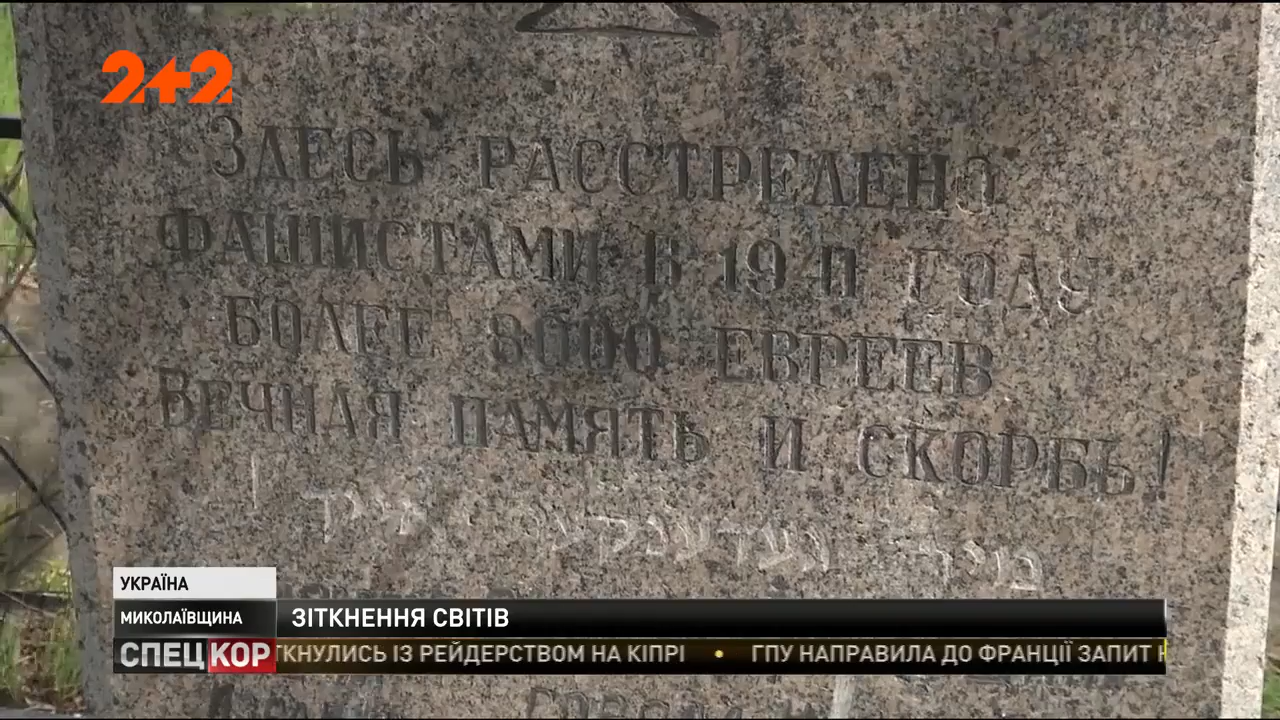 2+2
Здесь расстрелено
фашистами в 1941 году
более 8000 евреев
Вечная память и скорбь!
УКРАЇНА
МИКОЛАЇВЩИНА
ЗІТКНЕННЯ СВІТІВ
СПЕЦКОР
ТКНУЛИСЬ ІЗ РЕЙДЕРСТВОМ НА КІПРІ • ГПУ НАПРАВИЛА ДО ФРАНЦІЇ ЗАПИТ